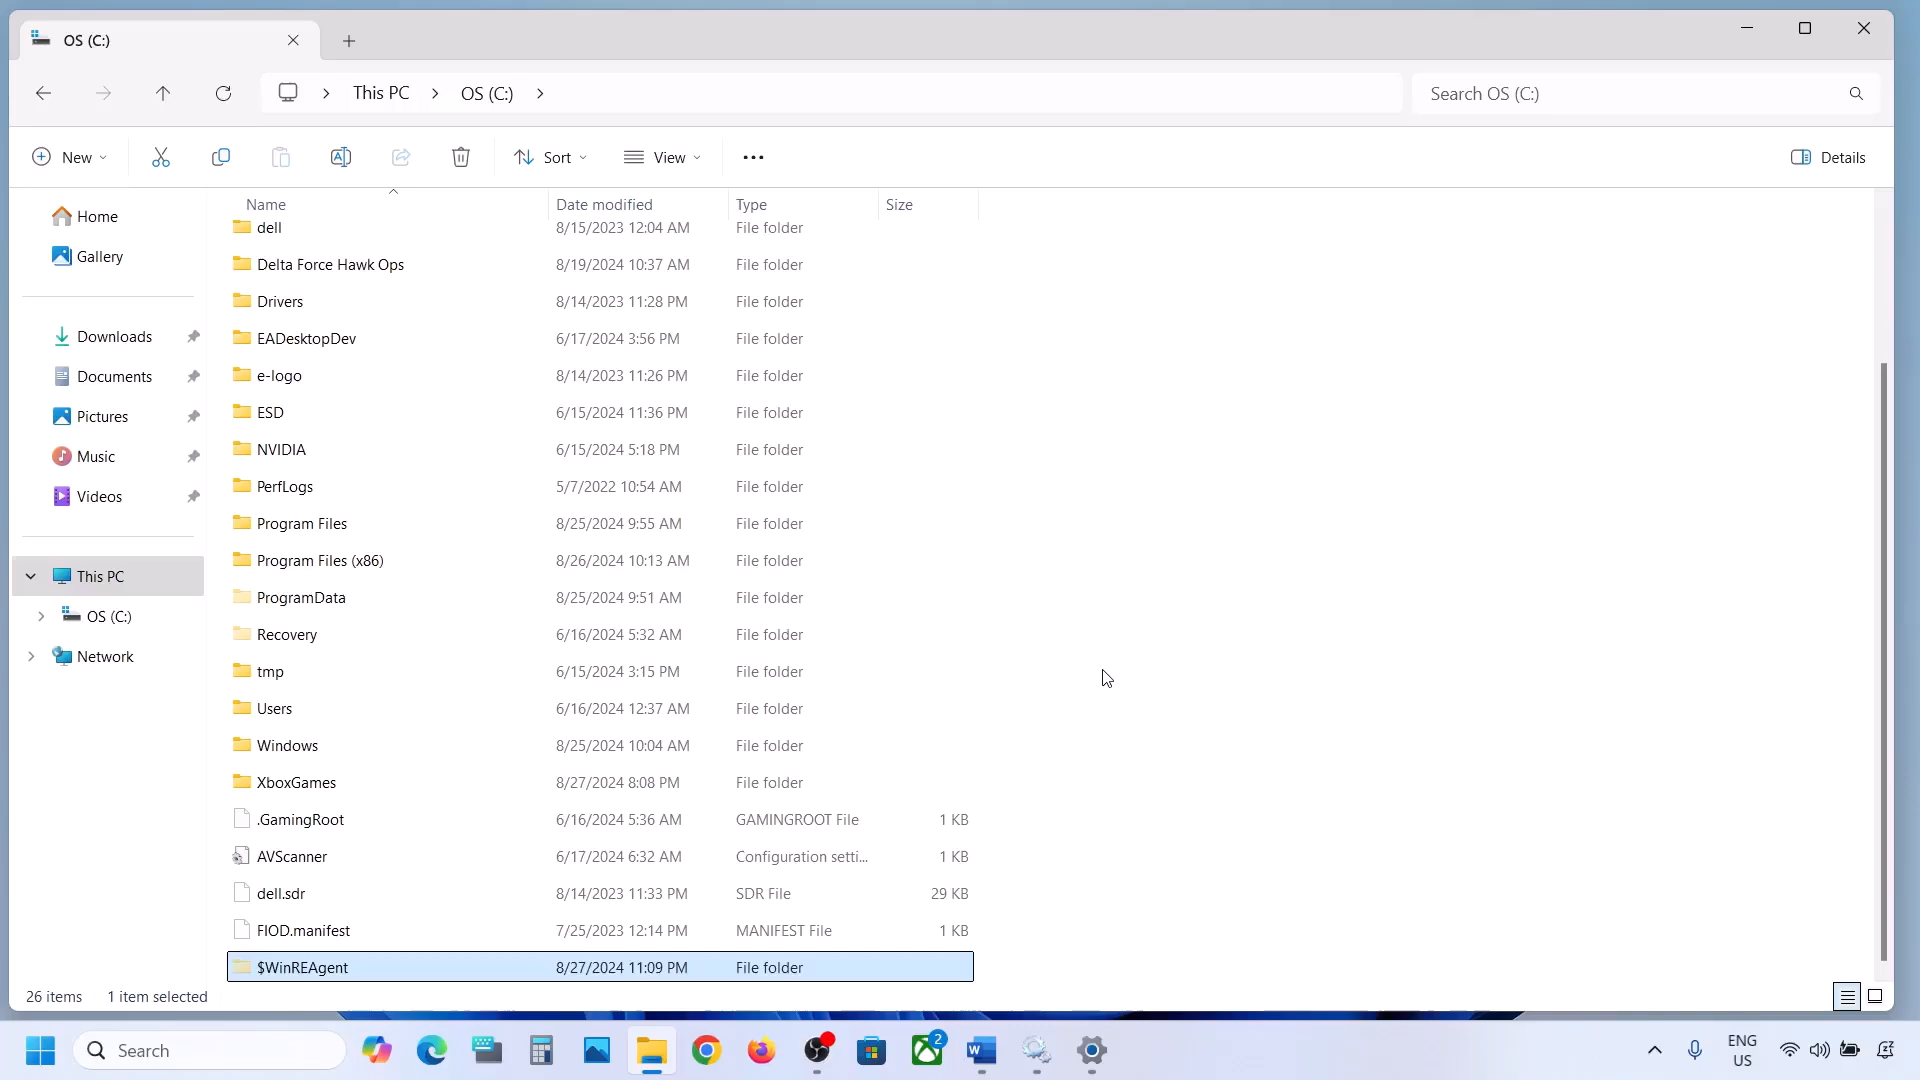 OS (C:)
This PC OS (C:)
Search OS (C:)
New Sort View Details
Home
Gallery
Downloads
Documents
Pictures
Music
Videos
This PC
OS (C:)
Network
Name Date modified Type Size
dell 8/15/2023 12:04 AM File folder
Delta Force Hawk Ops 8/19/2024 10:37 AM File folder
Drivers 8/14/2023 11:28 PM File folder
EADesktopDev 6/17/2024 3:56 PM File folder
e-logo 8/14/2023 11:26 PM File folder
ESD 6/15/2024 11:36 PM File folder
NVIDIA 6/15/2024 5:18 PM File folder
PerfLogs 5/7/2022 10:54 AM File folder
Program Files 8/25/2024 9:55 AM File folder
Program Files (x86) 8/26/2024 10:13 AM File folder
ProgramData 8/25/2024 9:51 AM File folder
Recovery 6/16/2024 5:32 AM File folder
tmp 6/15/2024 3:15 PM File folder
Users 6/16/2024 12:37 AM File folder
Windows 8/25/2024 10:04 AM File folder
XboxGames 8/27/2024 8:08 PM File folder
.GamingRoot 6/16/2024 5:36 AM GAMINGROOT File 1 KB
AVScanner 6/17/2024 6:32 AM Configuration setti... 1 KB
dell.sdr 8/14/2023 11:33 PM SDR File 29 KB
FIOD.manifest 7/25/2023 12:14 PM MANIFEST File 1 KB
$WinREAgent 8/27/2024 11:09 PM File folder
26 items 1 item selected
Search 2 ENG
US